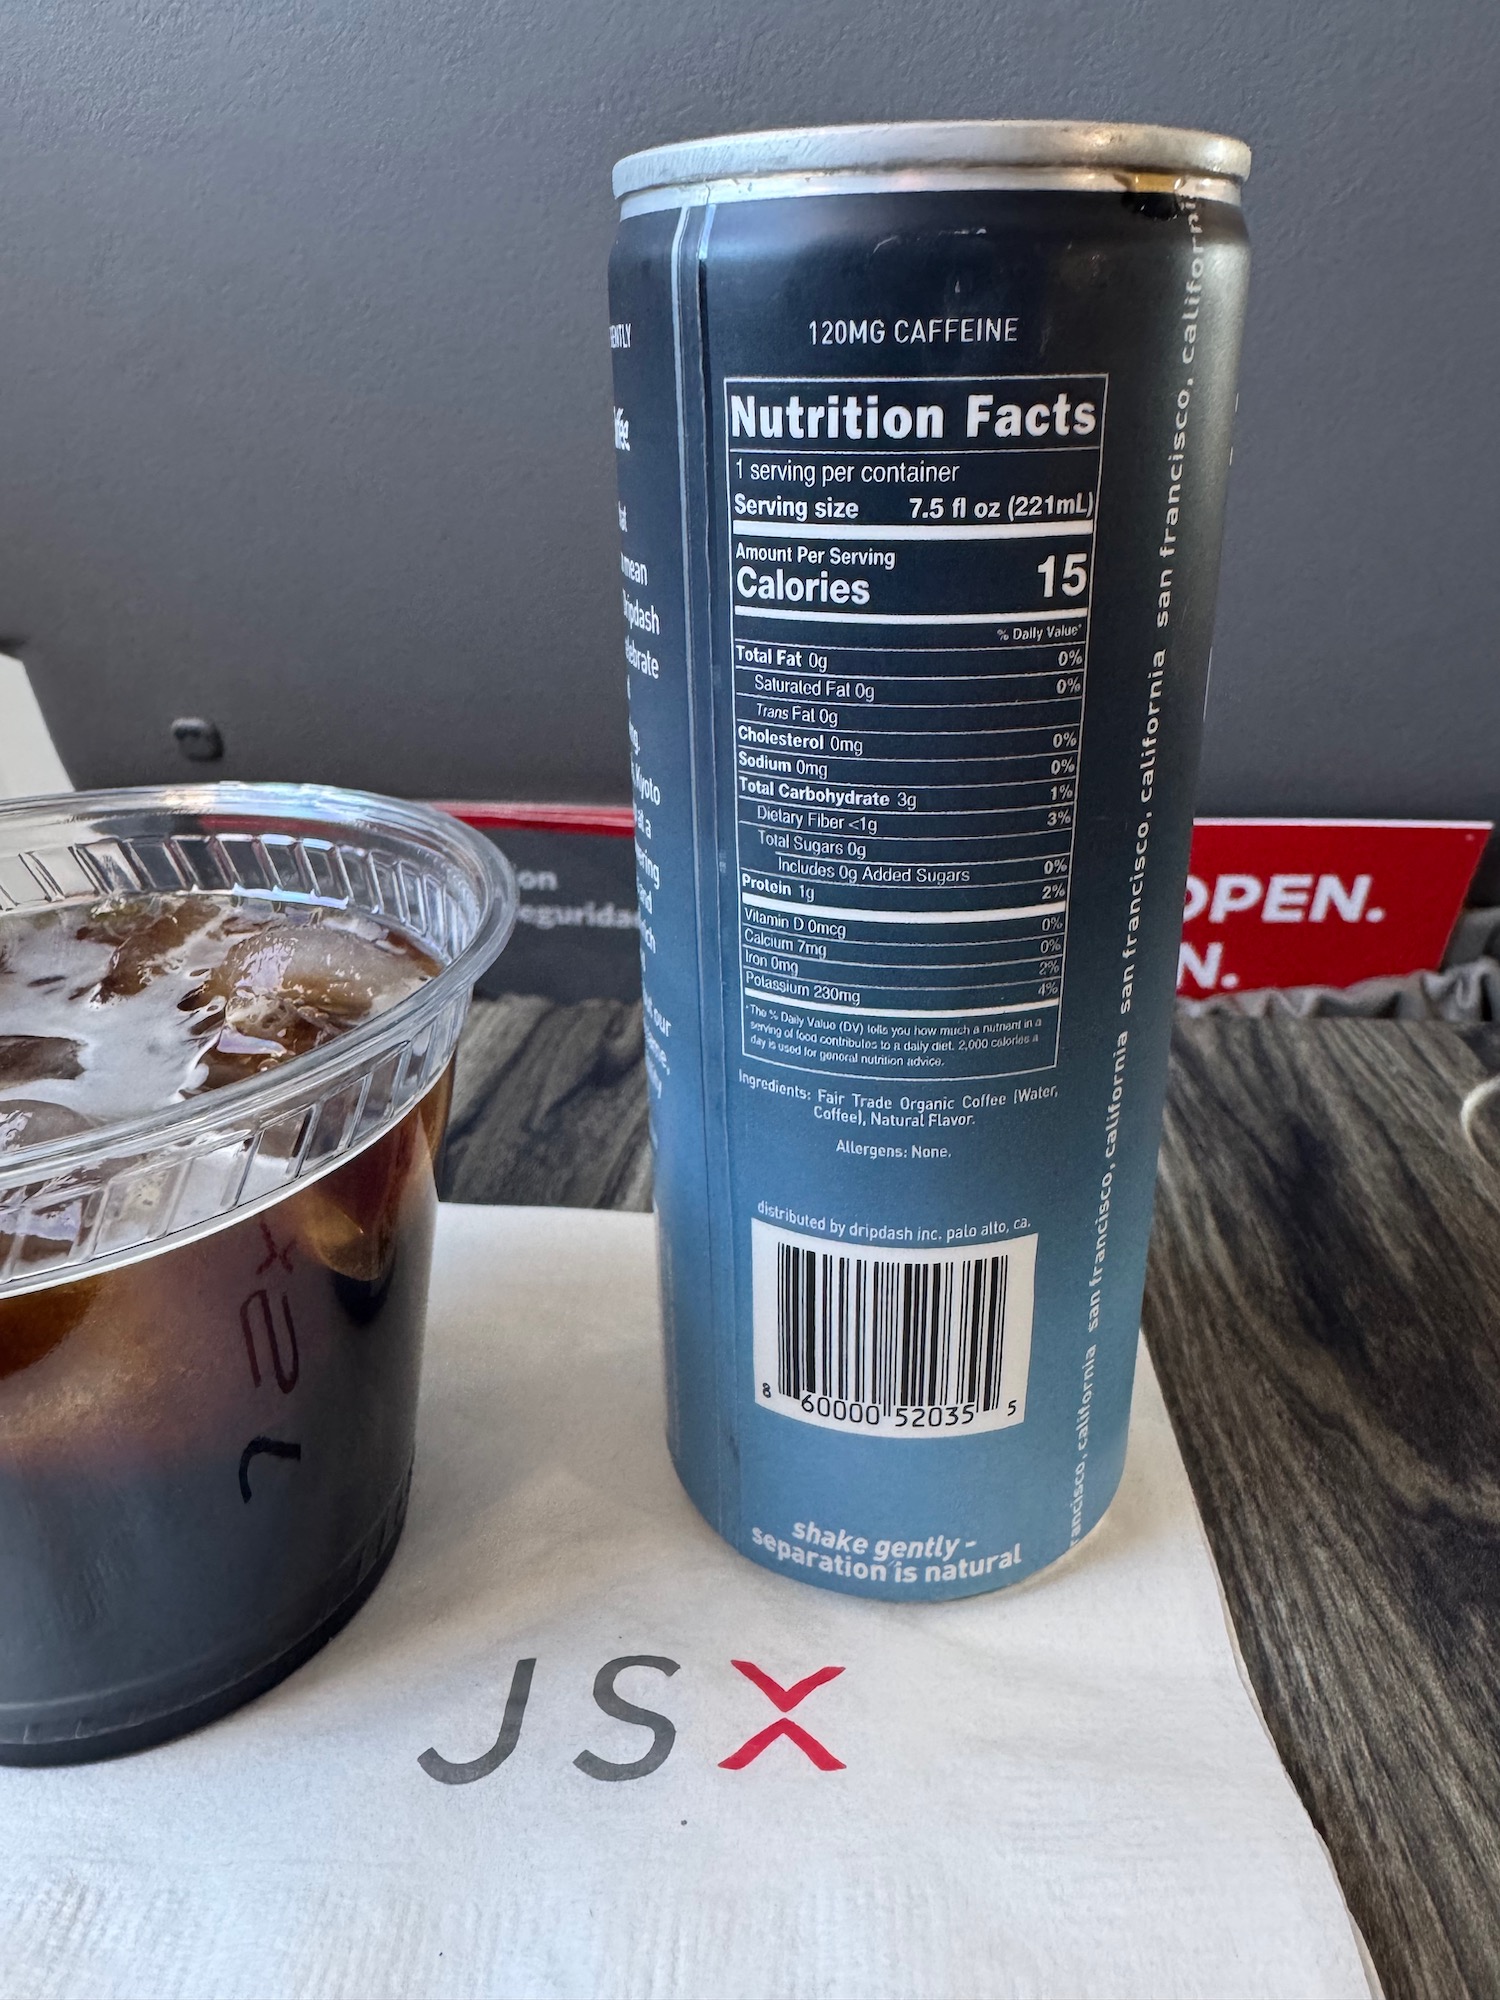 120MG CAFFEINE
Nutrition Facts
1 serving per container
Serving size 7.5 fl oz (221mL)
Amount Per Serving
Calories 15
% Daily Value*
Total Fat 0g 0%
Saturated Fat 0g 0%
Trans Fat 0g
Cholesterol 0mg 0%
Sodium 0mg 0%
Total Carbohydrate 3g 1%
Dietary Fiber <1g 3%
Total Sugars 0g
Includes 0g Added Sugars 0%
Protein 1g 2%
Vitamin D 0mcg 0%
Calcium 7mg 0%
Iron 0mg 2%
Potassium 230mg 4%
*The % Daily Value (DV) tells you how much a nutrient in a
serving of food contributes to a daily diet. 2,000 calories a
day is used for general nutrition advice.
Ingredients: Fair Trade Organic Coffee (Water,
Coffee), Natural Flavor.
Allergens: None.
distributed by dripdash inc. palo alto, ca.
8 60000 52035 5
shake gently -
separation is natural
san francisco, california san francisco, california san francisco, california san francisco, california
mean
Kyoto
at a
and
our
OPEN.
N.
JSX